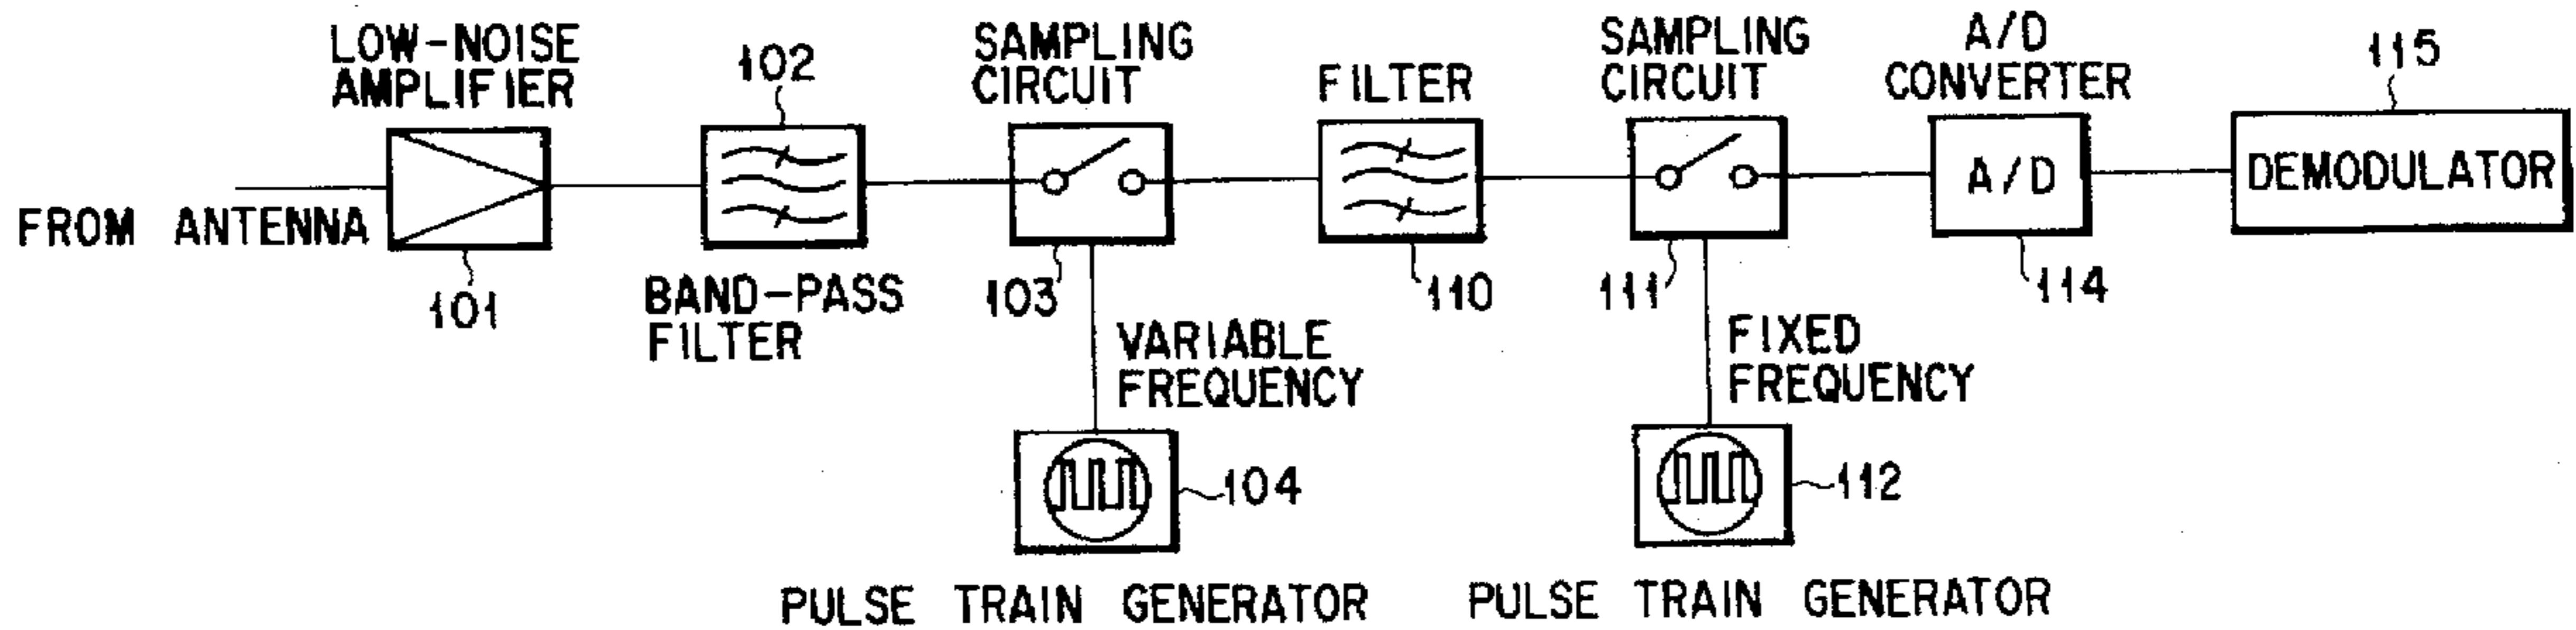 LOW-NOISE
AMPLIFIER
102
SAMPLING
CIRCUIT
FILTER
SAMPLING
CIRCUIT
A/D
CONVERTER
115
FROM ANTENNA
A/D
DEMODULATOR
101
BAND-PASS
FILTER
103
110
111
114
VARIABLE
FREQUENCY
FIXED
FREQUENCY
104
112
PULSE TRAIN GENERATOR
PULSE TRAIN GENERATOR